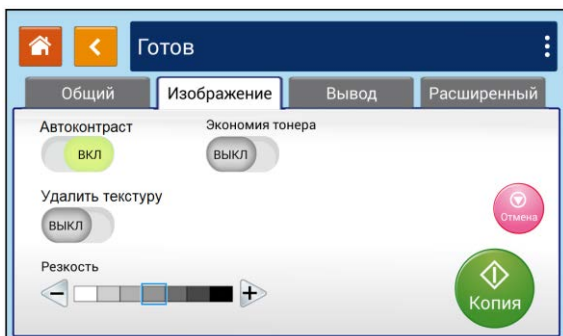 Готов
Общий Изображение Вывод Расширенный
Автоконтраст Экономия тонера
ВКЛ ВЫКЛ
Удалить текстуру
ВЫКЛ
Отмена
Резкость
− +
Копия